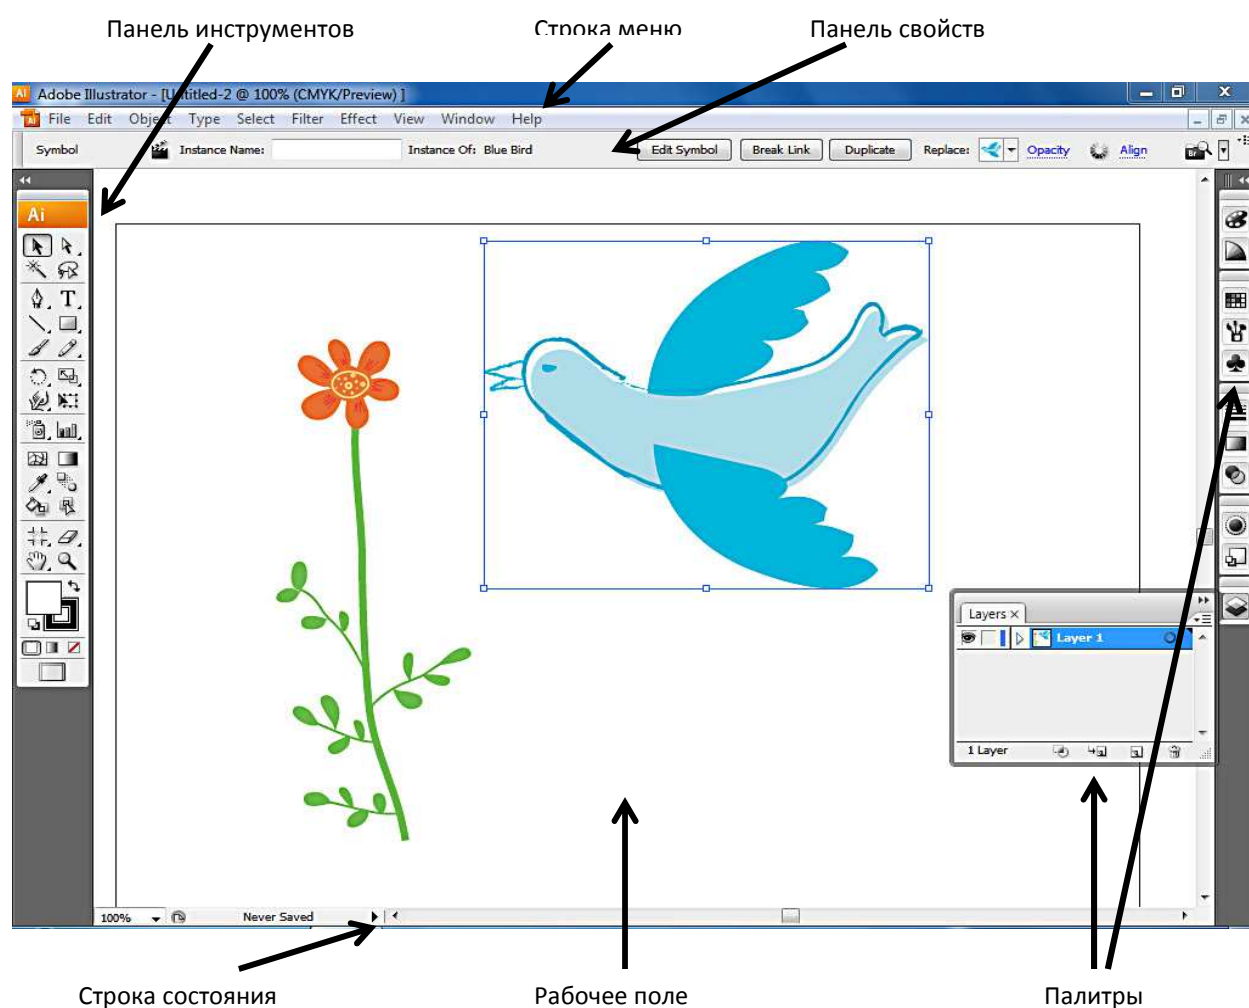 Панель инструментов Строка меню Панель свойств
Adobe Illustrator - [Untitled-2 @ 100% (CMYK/Preview) ]
File Edit Object Type Select Filter Effect View Window Help
Symbol Instance Name: Instance Of: Blue Bird Edit Symbol Break Link Duplicate Replace: Opacity Align
Ai
Layers
Layer 1
1 Layer
100% Never Saved
Строка состояния Рабочее поле Палитры